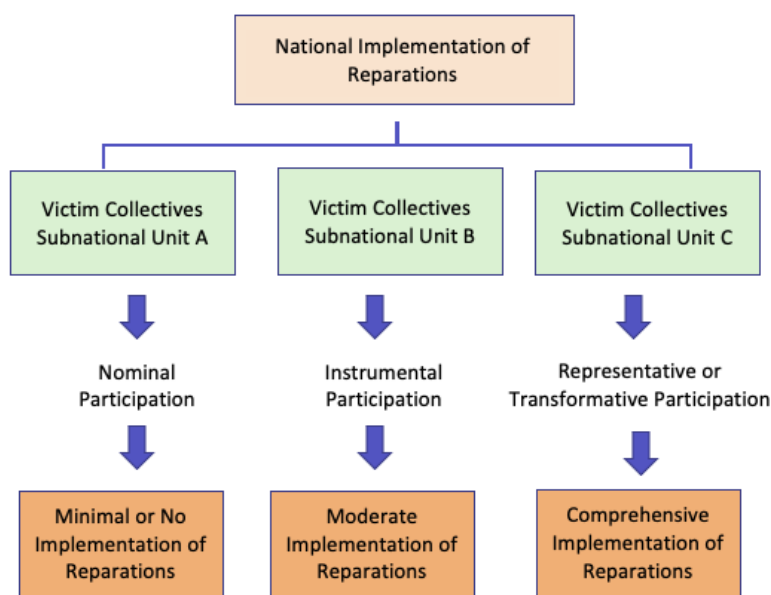 National Implementation of
Reparations
Victim Collectives
Subnational Unit A
Victim Collectives
Subnational Unit B
Victim Collectives
Subnational Unit C
Nominal
Participation
Instrumental
Participation
Representative or
Transformative Participation
Minimal or No
Implementation of
Reparations
Moderate
Implementation of
Reparations
Comprehensive
Implementation of
Reparations